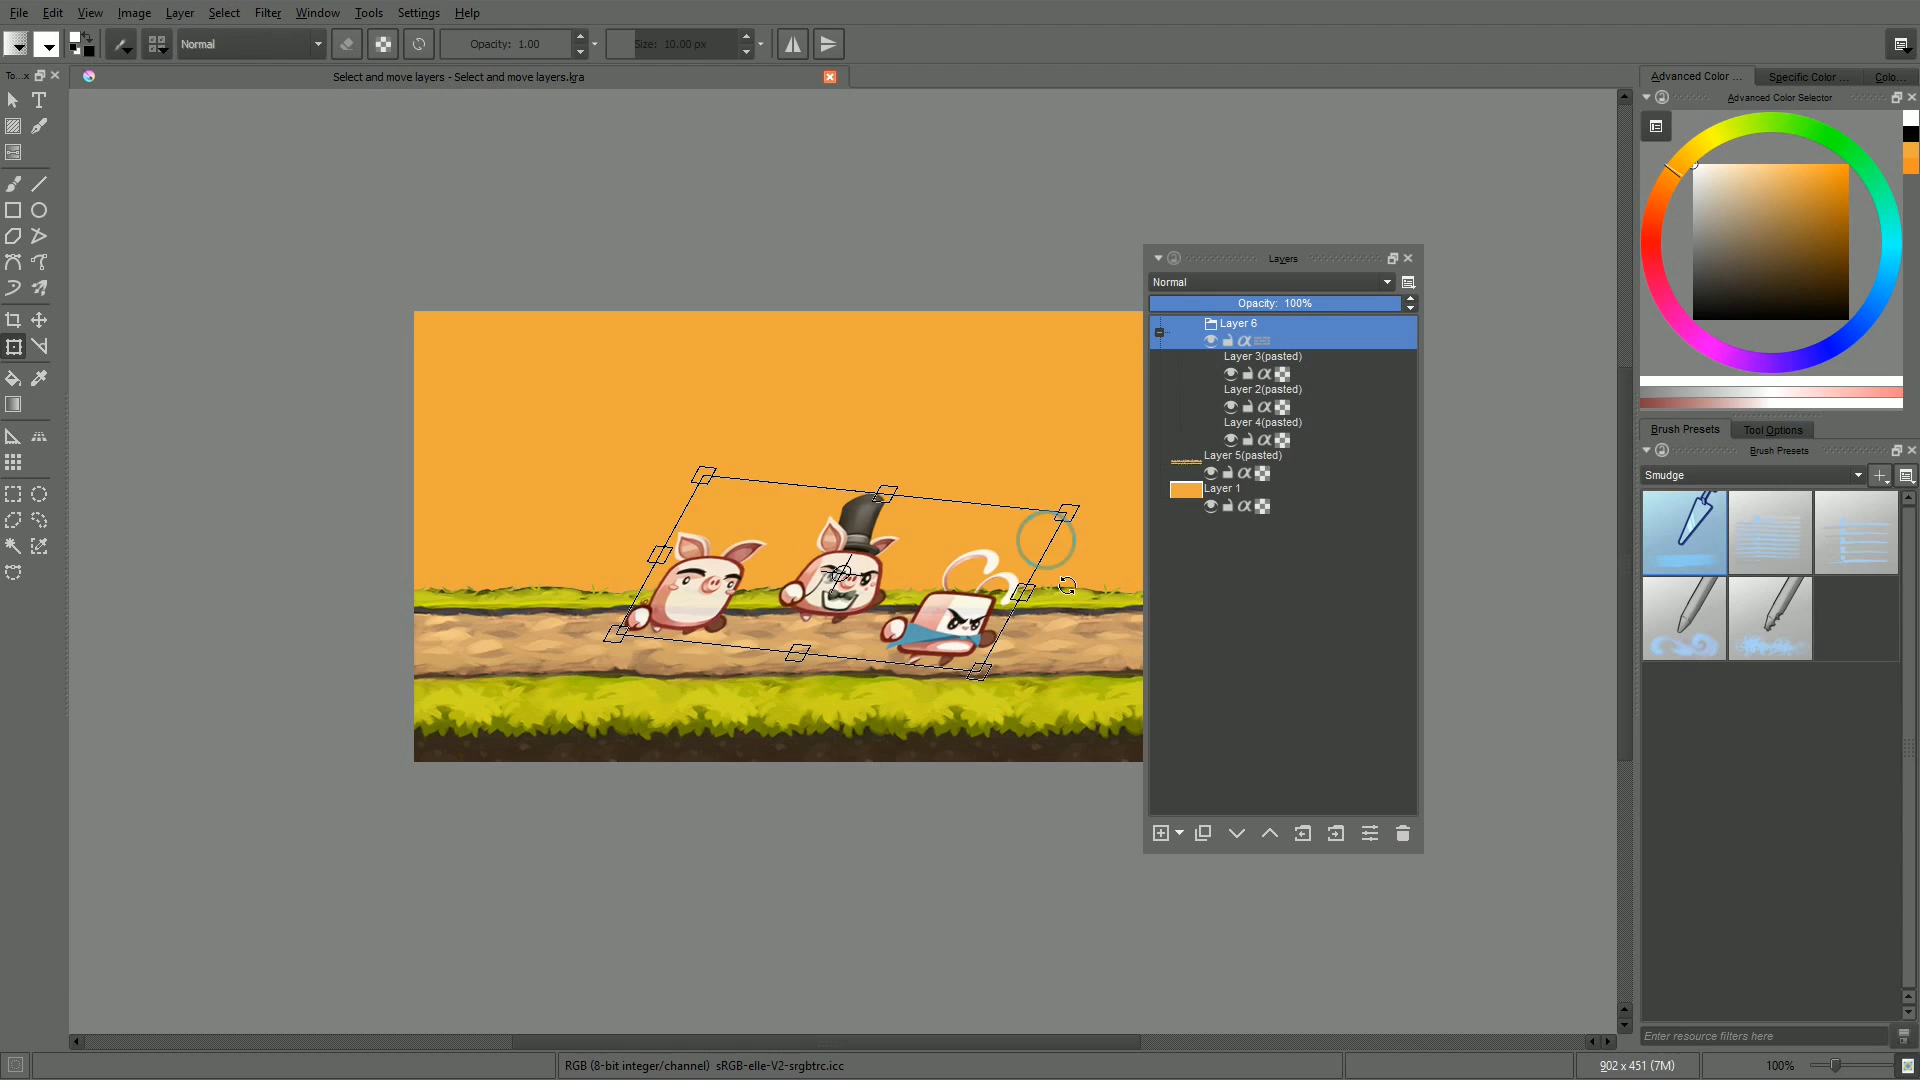 File Edit View Image Layer Select Filter Window Tools Settings Help
Normal Opacity: 1.00 Size: 10.00 px
To...x
Select and move layers - Select and move layers.kra
Advanced Color ... Specific Color ... Colo...
Advanced Color Selector
Layers
Normal
Opacity: 100%
Layer 6
Layer 3(pasted)
Layer 2(pasted)
Layer 4(pasted)
Layer 5(pasted)
Layer 1
Brush Presets Tool Options
Brush Presets
Smudge
Enter resource filters here
RGB (8-bit integer/channel) sRGB-elle-V2-srgbtrc.icc
902 x 451 (7M)
100%